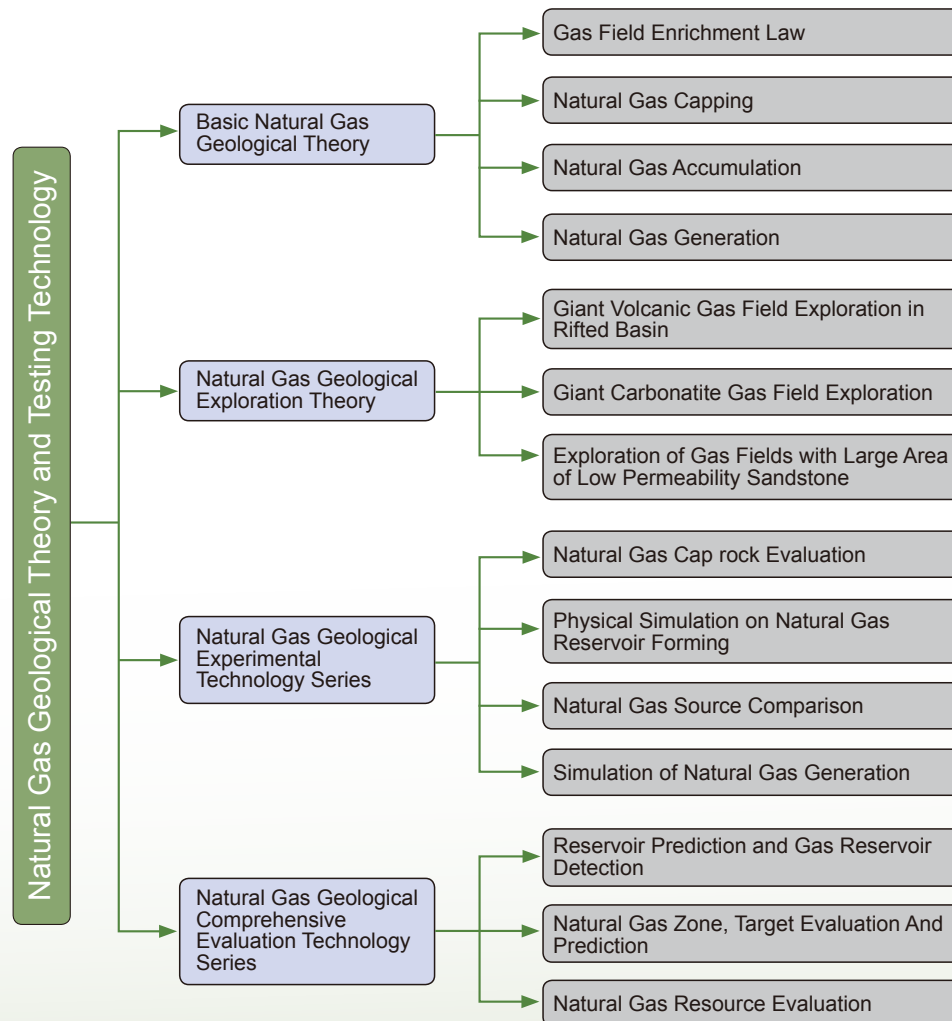 Natural Gas Geological Theory and Testing Technology
Basic Natural Gas
Geological Theory
Gas Field Enrichment Law
Natural Gas Capping
Natural Gas Accumulation
Natural Gas Generation
Natural Gas Geological
Exploration Theory
Giant Volcanic Gas Field Exploration in
Rifted Basin
Giant Carbonatite Gas Field Exploration
Exploration of Gas Fields with Large Area
of Low Permeability Sandstone
Natural Gas Geological
Experimental
Technology Series
Natural Gas Cap rock Evaluation
Physical Simulation on Natural Gas
Reservoir Forming
Natural Gas Source Comparison
Simulation of Natural Gas Generation
Natural Gas Geological
Comprehensive
Evaluation Technology
Series
Reservoir Prediction and Gas Reservoir
Detection
Natural Gas Zone, Target Evaluation And
Prediction
Natural Gas Resource Evaluation